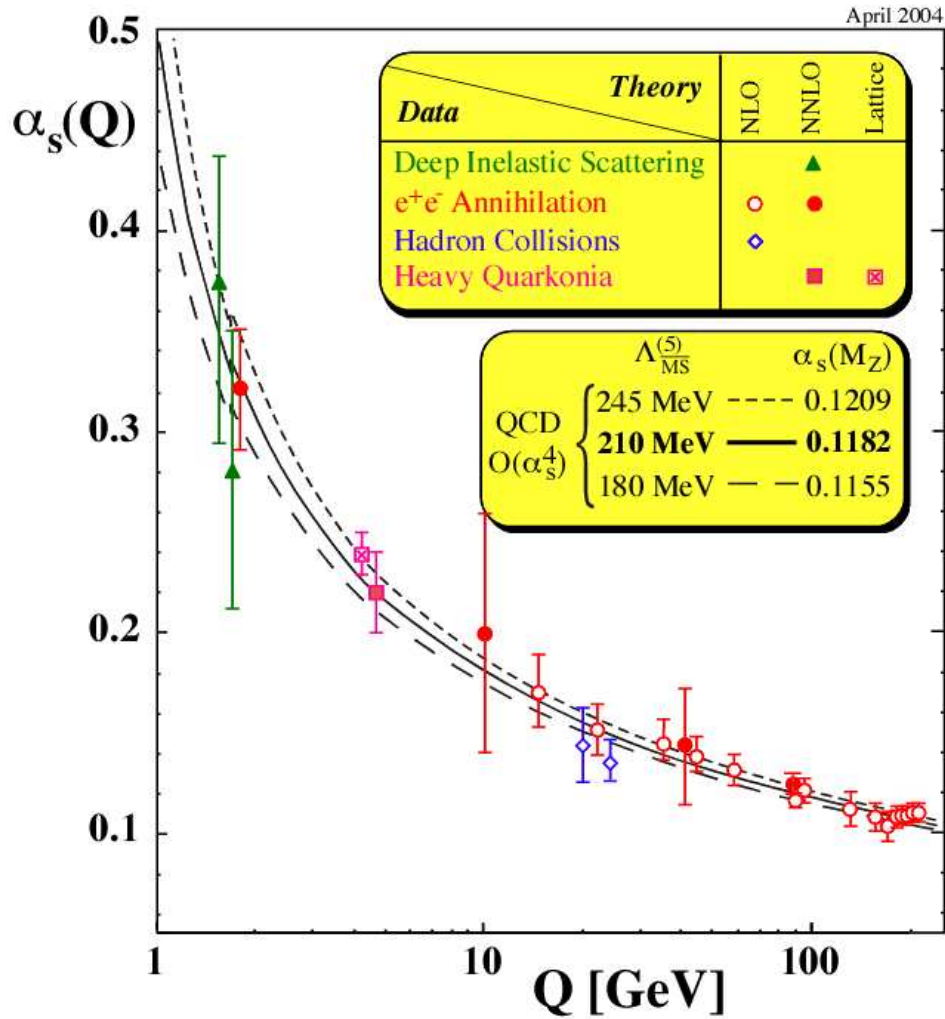 April 2004
0.5
αs(Q)
0.4
0.3
0.2
0.1
Theory
Data
NLO
NNLO
Lattice
Deep Inelastic Scattering
e+e- Annihilation
Hadron Collisions
Heavy Quarkonia
Λ(5)MS αs(MZ)
QCD
O(αs4)
245 MeV 0.1209
210 MeV 0.1182
180 MeV 0.1155
1 10 100
Q [GeV]